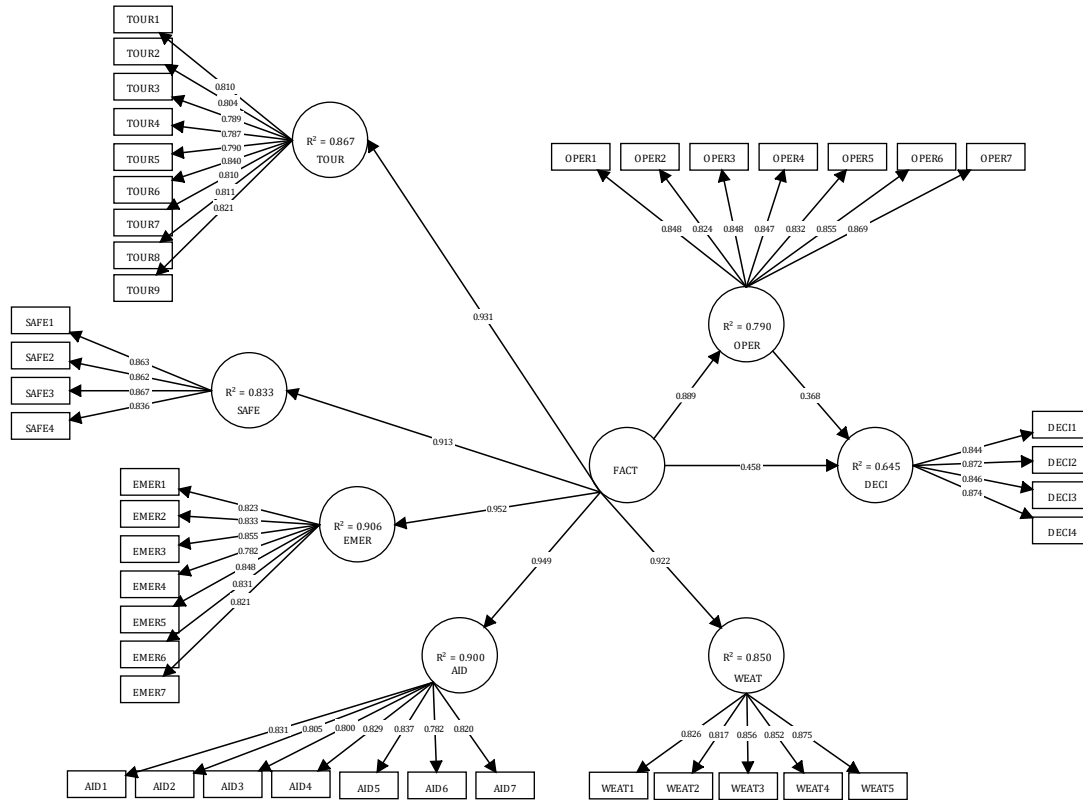 TOUR1
TOUR2
TOUR3
TOUR4
TOUR5
TOUR6
TOUR7
TOUR8
TOUR9
0.810
0.804
0.789
0.787
0.790
0.840
0.810
0.811
0.821
R² = 0.867
TOUR
OPER1 OPER2 OPER3 OPER4 OPER5 OPER6 OPER7
0.848 0.824 0.848 0.847 0.832 0.855 0.869
R² = 0.790
OPER
0.931
SAFE1
SAFE2
SAFE3
SAFE4
0.863
0.862
0.867
0.836
R² = 0.833
SAFE
0.913
0.889
0.368
FACT
0.458
R² = 0.645
DECI
0.844
0.872
0.846
0.874
DECI1
DECI2
DECI3
DECI4
EMER1
EMER2
EMER3
EMER4
EMER5
EMER6
EMER7
0.823
0.833
0.855
0.782
0.848
0.831
0.821
R² = 0.906
EMER
0.952
0.949
0.922
R² = 0.900
AID
R² = 0.850
WEAT
0.831 0.805 0.800 0.829 0.837 0.782 0.820
0.826 0.817 0.856 0.852 0.875
AID1 AID2 AID3 AID4 AID5 AID6 AID7
WEAT1 WEAT2 WEAT3 WEAT4 WEAT5